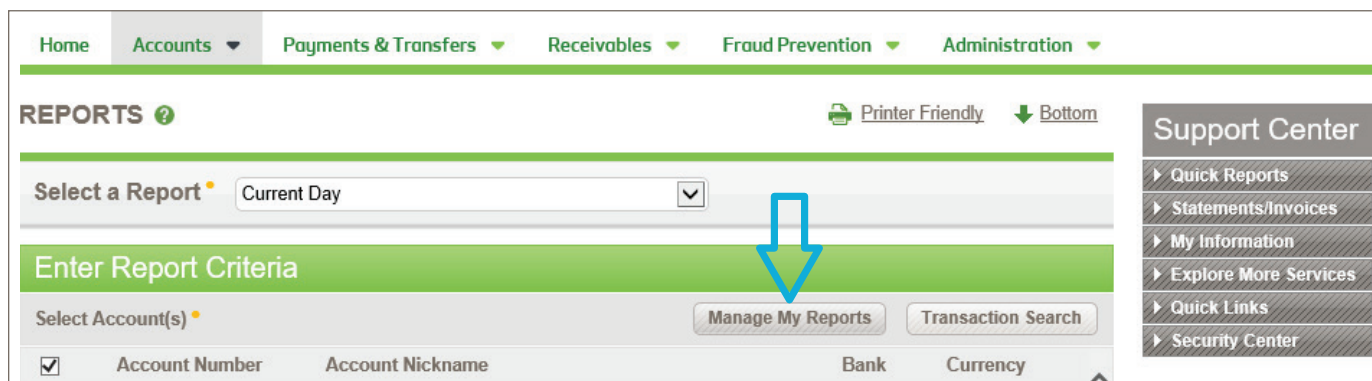 Home Accounts Payments & Transfers Receivables Fraud Prevention Administration
REPORTS ? Printer Friendly Bottom
Select a Report Current Day
Enter Report Criteria
Select Account(s) Manage My Reports Transaction Search
Account Number Account Nickname Bank Currency
Support Center
Quick Reports
Statements/Invoices
My Information
Explore More Services
Quick Links
Security Center